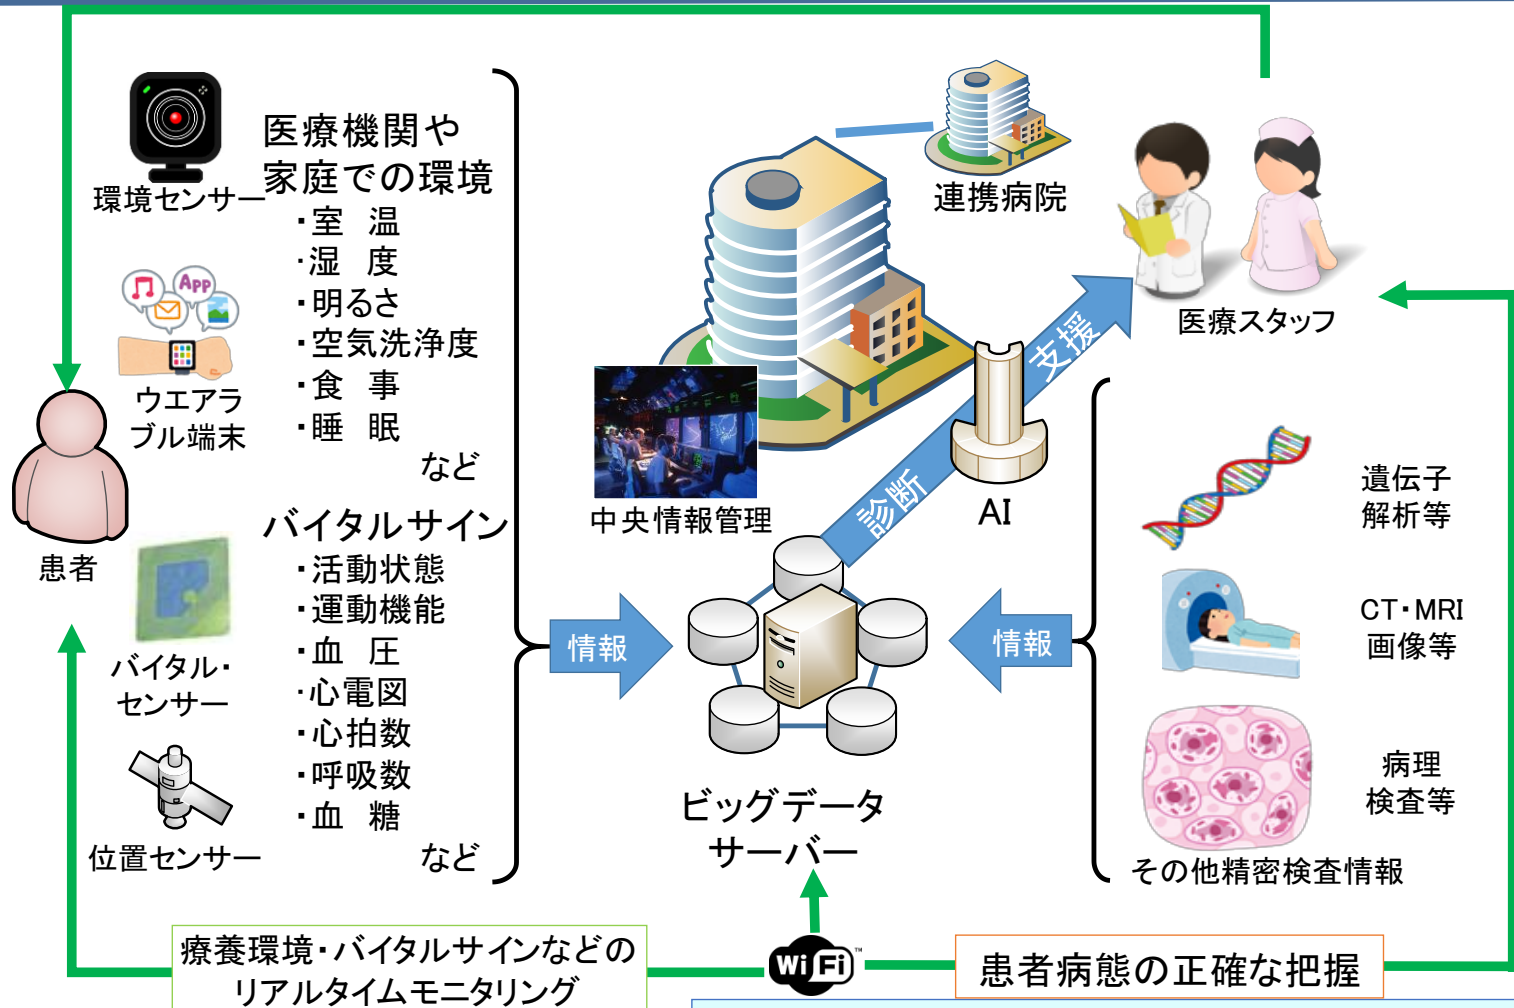 環境センサー
医療機関や
家庭での環境
・室　温
・湿　度
・明るさ
・空気洗浄度
・食　事
・睡　眠
など
App
ウエアラ
ブル端末
患者
バイタルサイン
・活動状態
・運動機能
・血　圧
・心電図
・心拍数
・呼吸数
・血　糖
など
バイタル・
センサー
位置センサー
情報
連携病院
中央情報管理
診断
支援
AI
医療スタッフ
ビッグデータ
サーバー
情報
遺伝子
解析等
CT・MRI
画像等
病理
検査等
その他精密検査情報
療養環境・バイタルサインなどの
リアルタイムモニタリング
Wi Fi™
患者病態の正確な把握